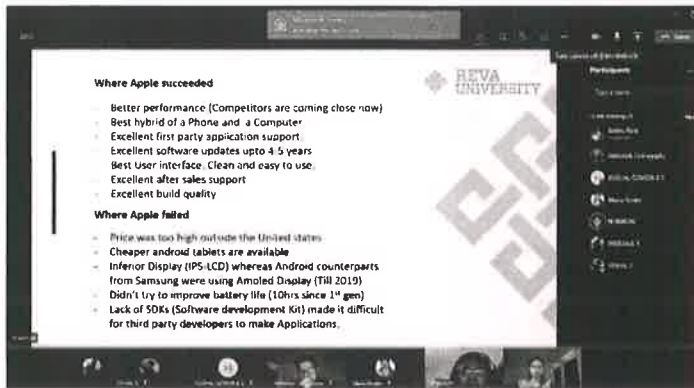 Where Apple succeeded
REVA
UNIVERSITY
Better performance (Competitors are coming close now)
Best hybrid of a Phone and a Computer
Excellent first party application support
Excellent software updates upto 4-5 years
Best User interface. Clean and easy to use.
Excellent after sales support
Excellent build quality
Where Apple failed
- Price was too high outside the United states
- Cheaper android tablets are available
- Inferior Display (IPS-LCD) whereas Android counterparts
from Samsung were using Amoled Display (Till 2019)
- Didn't try to improve battery life (10hrs since 1st gen)
- Lack of SDKs (Software development Kit) made it difficult
for third party developers to make Applications.
Participants